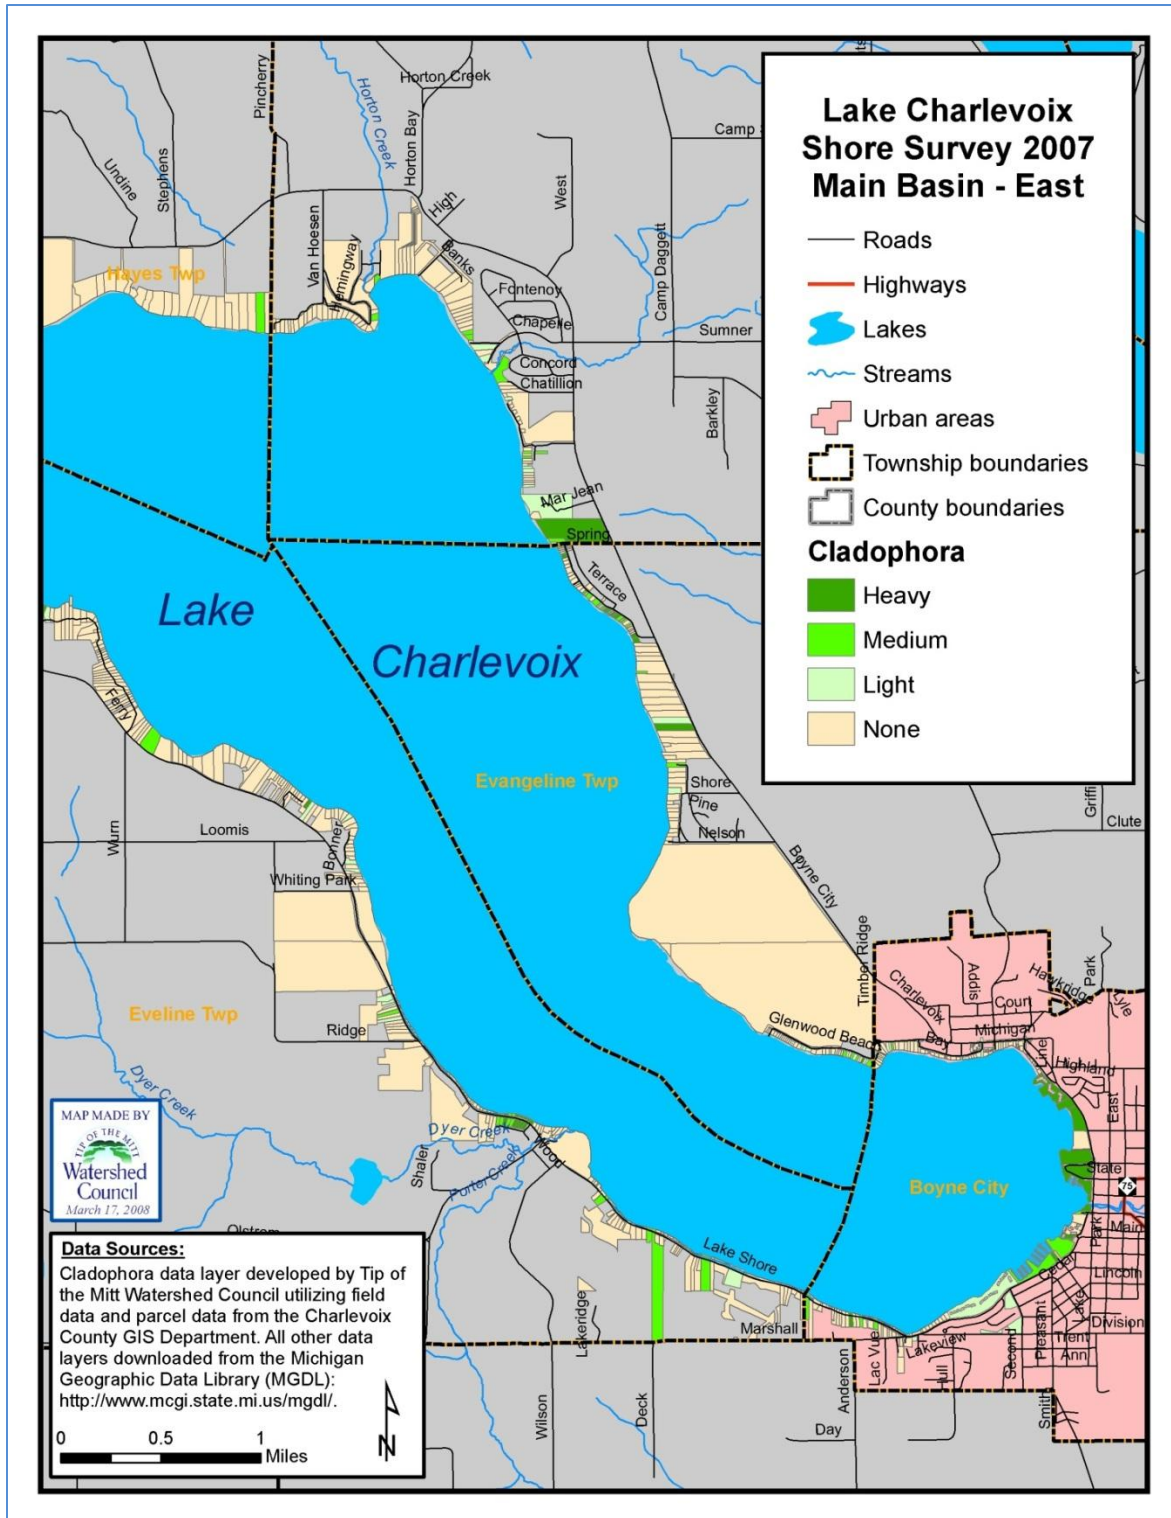 Lake Charlevoix
Shore Survey 2007
Main Basin - East
Roads
Highways
Lakes
Streams
Urban areas
Township boundaries
County boundaries
Cladophora
Heavy
Medium
Light
None
Pincherry
Horton Creek
Horton Creek
Horton Bay
Undine
Stephens
Van Hoesen
Hemingway
High
Banks
West
Camp
Camp Daggett
Hayes Twp
Fontenoy
Chapelle
Sumner
Concord
Chatillion
Barkley
Mar Jean
Spring
Terrace
Lake
Charlevoix
Ferry
Evangeline Twp
Shore
Pine
Nelson
Clute
Wurn
Loomis
Bonner
Whiting Park
Boyne City
Timber Ridge
Charlevoix
Addis
Court
Hawkridge
Park
Lyle
Michigan
Bay
Line
Highland
East
Glenwood Beach
Eveline Twp
Ridge
Dyer Creek
Dyer Creek
Porter Creek
Shaler
Wood
State
75
Boyne City
Park
Main
Cedar
Lincoln
Lake
Division
Lake Shore
Lakeridge
Marshall
Lac Vue
Lakeview
Hull
Second
Pleasant
Trent
Ann
Anderson
Smith
Wilson
Deck
Day
MAP MADE BY
TIP OF THE MITT
Watershed
Council
March 17, 2008
Data Sources:
Cladophora data layer developed by Tip of
the Mitt Watershed Council utilizing field
data and parcel data from the Charlevoix
County GIS Department. All other data
layers downloaded from the Michigan
Geographic Data Library (MGDL):
http://www.mcgi.state.mi.us/mgdl/.
0 0.5 1
Miles
N